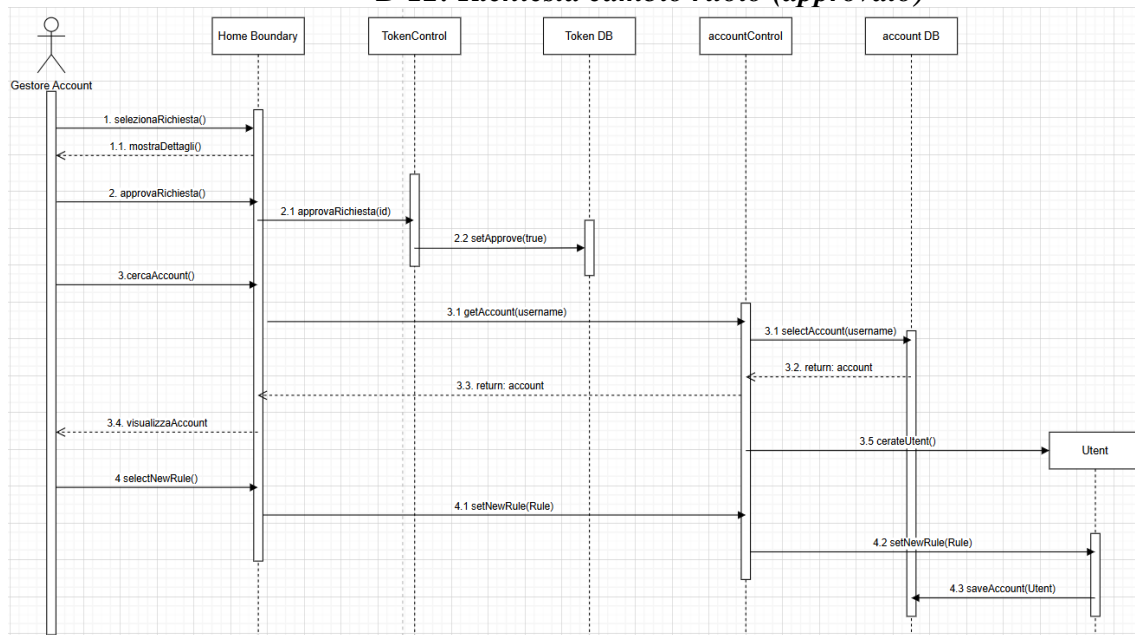 Home Boundary
TokenControl
Token DB
accountControl
account DB
Gestore Account
1. selezionaRichiesta()
1.1. mostraDettagli()
2. approvaRichiesta()
2.1 approvaRichiesta(id)
2.2 setApprove(true)
3.cercaAccount()
3.1 getAccount(username)
3.1 selectAccount(username)
3.2. return: account
3.3. return: account
3.4. visualizzaAccount
3.5 cerateUtent()
Utent
4 selectNewRule()
4.1 setNewRule(Rule)
4.2 setNewRule(Rule)
4.3 saveAccount(Utent)